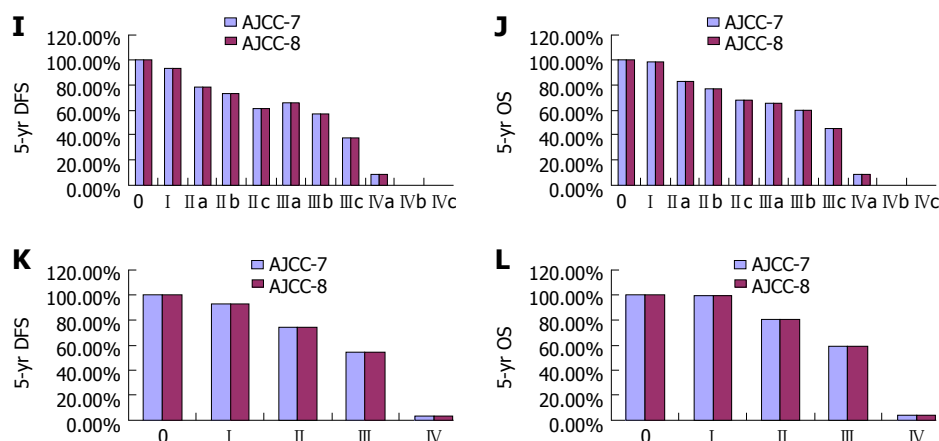 I
AJCC-7
AJCC-8
5-yr DFS
120.00%
100.00%
80.00%
60.00%
40.00%
20.00%
0.00%
0 I IIa IIb IIc IIIa IIIb IIIc IVa IVb IVc
J
AJCC-7
AJCC-8
5-yr OS
120.00%
100.00%
80.00%
60.00%
40.00%
20.00%
0.00%
0 I IIa IIb IIc IIIa IIIb IIIc IVa IVb IVc
K
AJCC-7
AJCC-8
5-yr DFS
120.00%
100.00%
80.00%
60.00%
40.00%
20.00%
0.00%
0 I II III IV
L
AJCC-7
AJCC-8
5-yr OS
120.00%
100.00%
80.00%
60.00%
40.00%
20.00%
0.00%
0 I II III IV